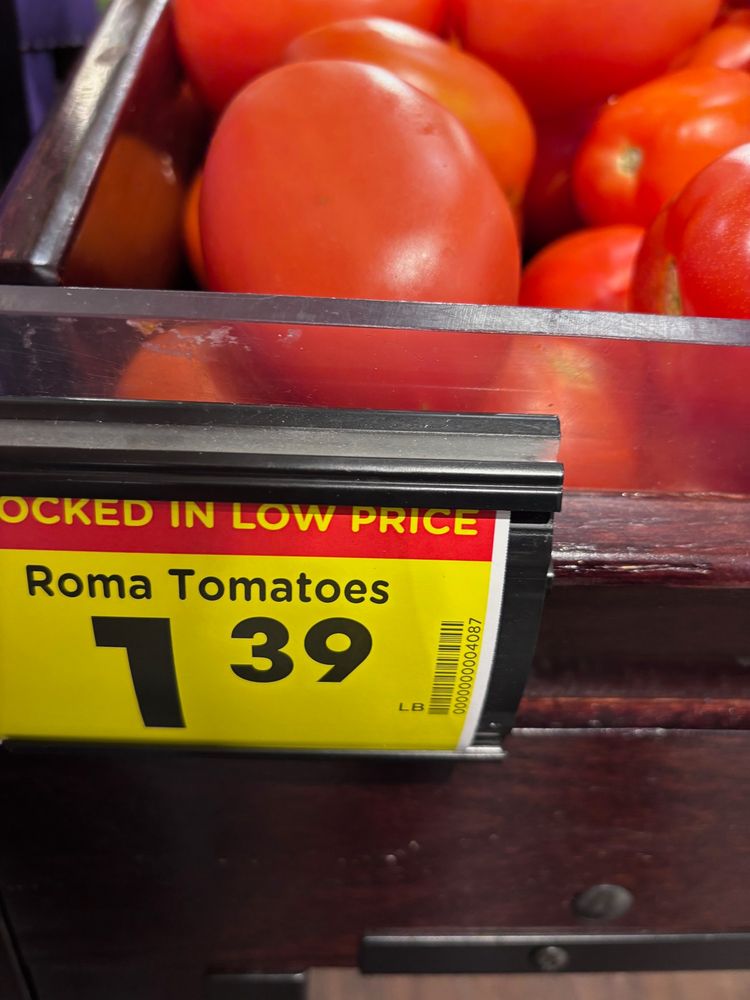 OCKED IN LOW PRICE
Roma Tomatoes
1 39
LB
0000000004087